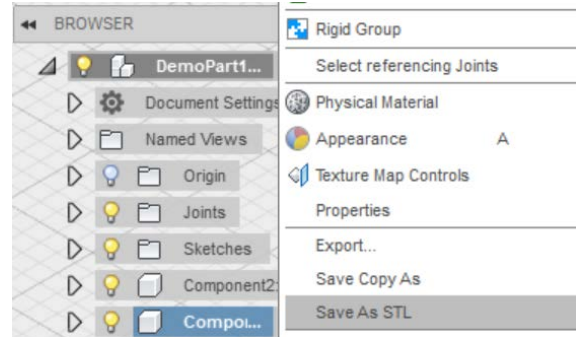 BROWSER
DemoPart1...
Document Settings
Named Views
Origin
Joints
Sketches
Component2:
Compo...
Rigid Group
Select referencing Joints
Physical Material
Appearance A
Texture Map Controls
Properties
Export...
Save Copy As
Save As STL